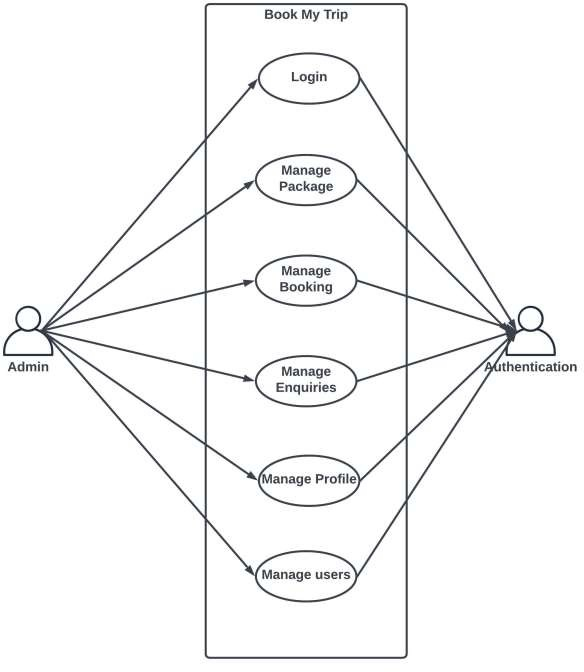 Book My Trip
Login
Manage
Package
Manage
Booking
Manage
Enquiries
Manage Profile
Manage users
Admin
Authentication